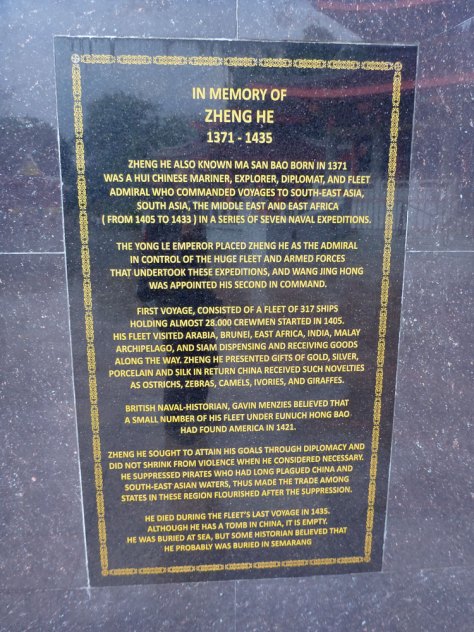 IN MEMORY OF
ZHENG HE
1371 - 1435
ZHENG HE ALSO KNOWN MA SAN BAO BORN IN 1371
WAS A HUI CHINESE MARINER, EXPLORER, DIPLOMAT, AND FLEET
ADMIRAL WHO COMMANDED VOYAGES TO SOUTH-EAST ASIA,
SOUTH ASIA, THE MIDDLE EAST AND EAST AFRICA
( FROM 1405 TO 1433 ) IN A SERIES OF SEVEN NAVAL EXPEDITIONS.
THE YONG LE EMPEROR PLACED ZHENG HE AS THE ADMIRAL
IN CONTROL OF THE HUGE FLEET AND ARMED FORCES
THAT UNDERTOOK THESE EXPEDITIONS, AND WANG JING HONG
WAS APPOINTED HIS SECOND IN COMMAND.
FIRST VOYAGE, CONSISTED OF A FLEET OF 317 SHIPS
HOLDING ALMOST 28.000 CREWMEN STARTED IN 1405.
HIS FLEET VISITED ARABIA, BRUNEI, EAST AFRICA, INDIA, MALAY
ARCHIPELAGO, AND SIAM DISPENSING AND RECEIVING GOODS
ALONG THE WAY. ZHENG HE PRESENTED GIFTS OF GOLD, SILVER,
PORCELAIN AND SILK IN RETURN CHINA RECEIVED SUCH NOVELTIES
AS OSTRICHS, ZEBRAS, CAMELS, IVORIES, AND GIRAFFES.
BRITISH NAVAL-HISTORIAN, GAVIN MENZIES BELIEVED THAT
A SMALL NUMBER OF HIS FLEET UNDER EUNUCH HONG BAO
HAD FOUND AMERICA IN 1421.
ZHENG HE SOUGHT TO ATTAIN HIS GOALS THROUGH DIPLOMACY AND
DID NOT SHRINK FROM VIOLENCE WHEN HE CONSIDERED NECESSARY.
HE SUPPRESSED PIRATES WHO HAD LONG PLAGUED CHINA AND
SOUTH-EAST ASIAN WATERS, THUS MADE THE TRADE AMONG
STATES IN THESE REGION FLOURISHED AFTER THE SUPPRESSION.
HE DIED DURING THE FLEET'S LAST VOYAGE IN 1435.
ALTHOUGH HE HAS A TOMB IN CHINA, IT IS EMPTY.
HE WAS BURIED AT SEA, BUT SOME HISTORIAN BELIEVED THAT
HE PROBABLY WAS BURIED IN SEMARANG